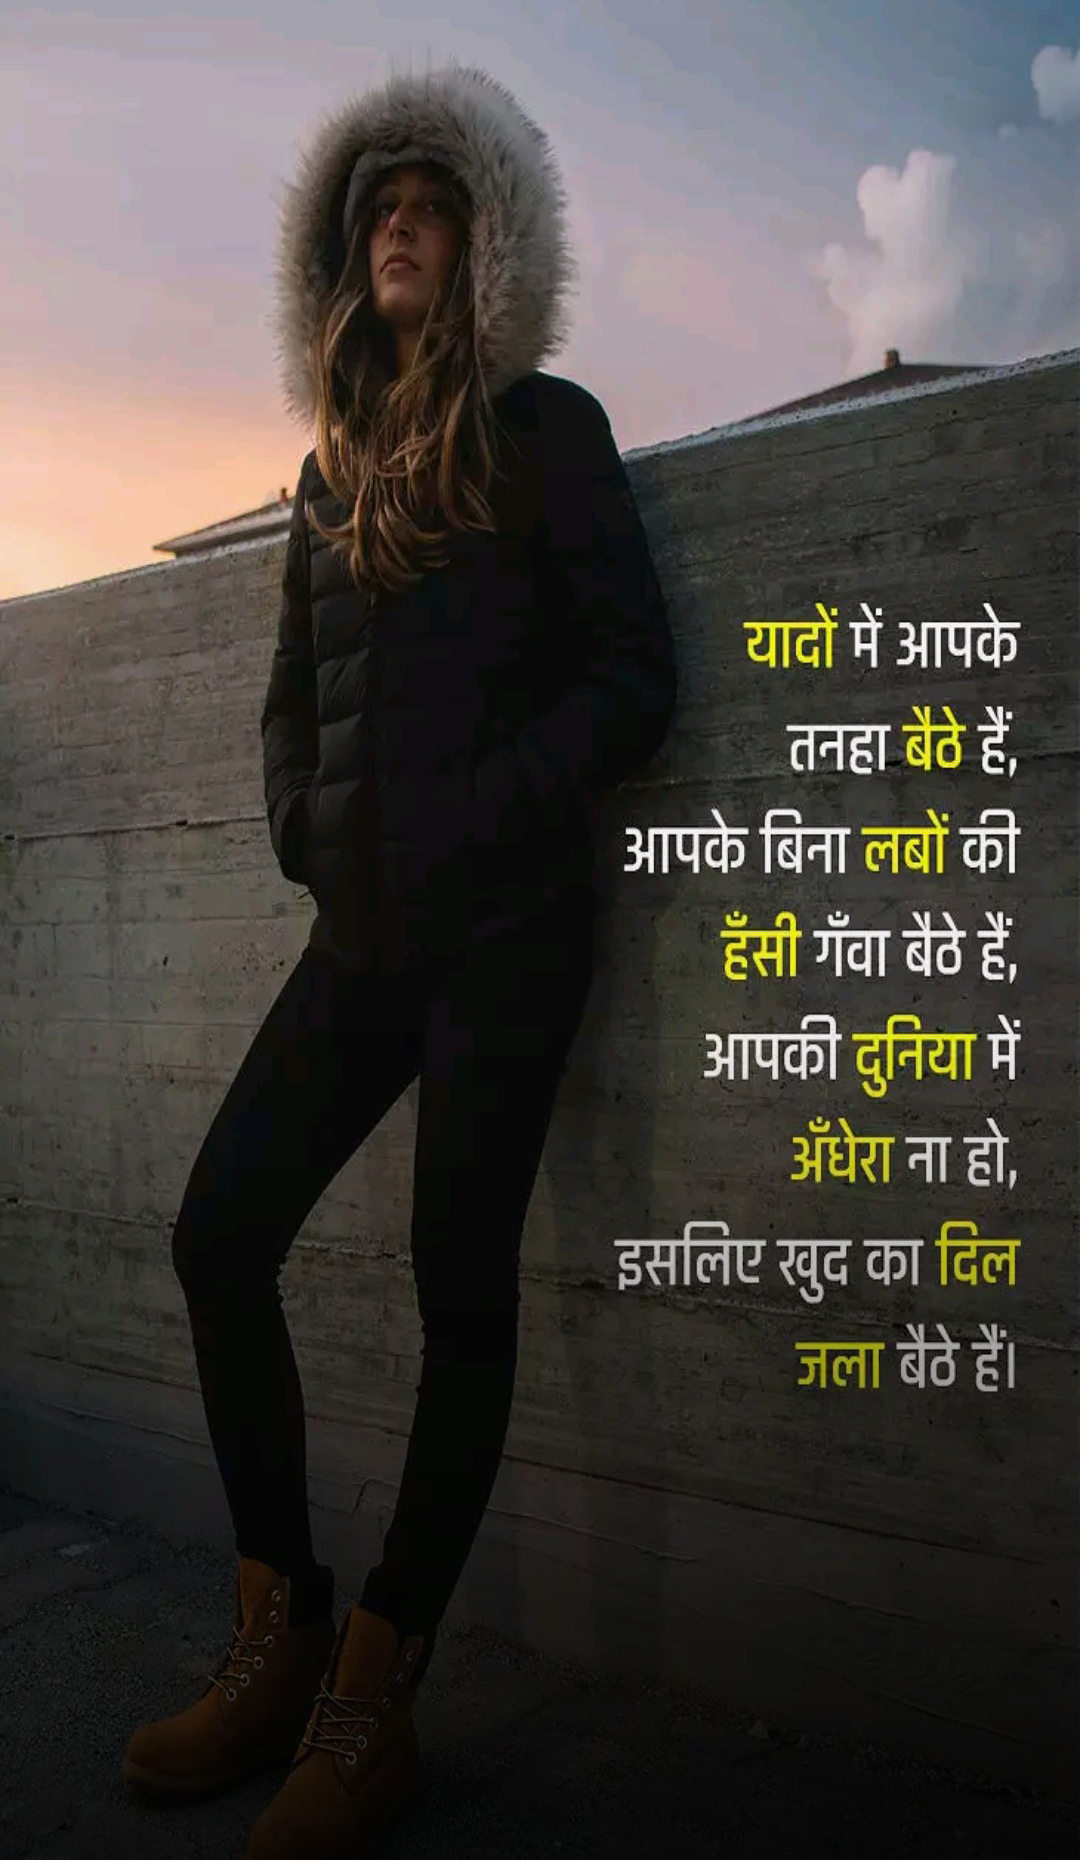 यादों में आपके
तनहा बैठे हैं,
आपके बिना लबों की
हँसी गँवा बैठे हैं,
आपकी दुनिया में
अँधेरा ना हो,
इसलिए खुद का दिल
जला बैठे हैं।